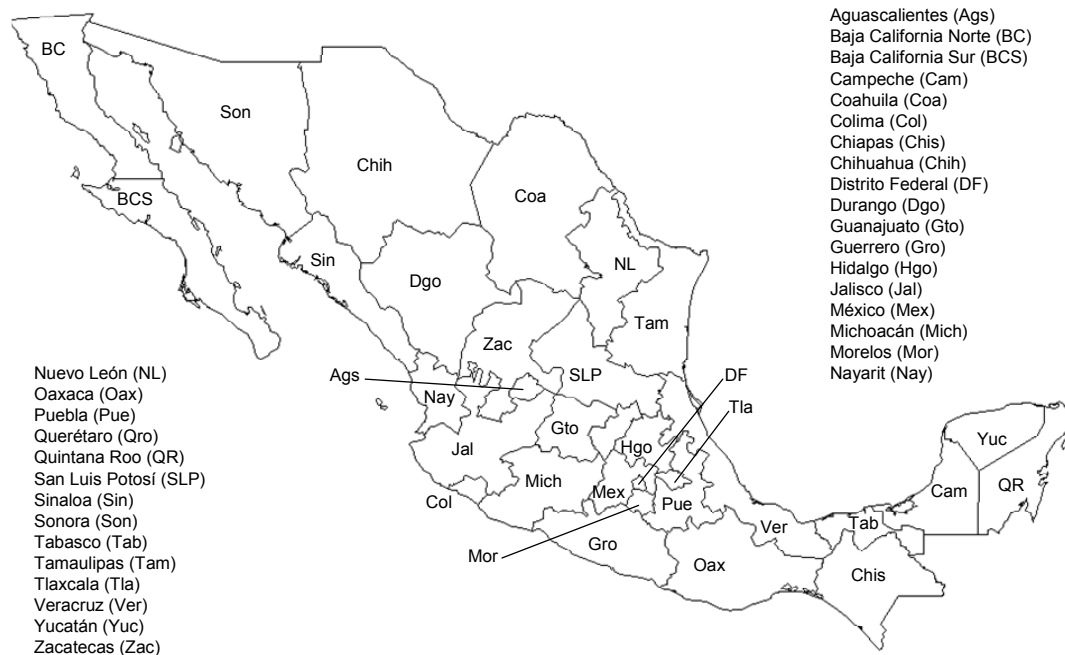 Aguascalientes (Ags)
Baja California Norte (BC)
Baja California Sur (BCS)
Campeche (Cam)
Coahuila (Coa)
Colima (Col)
Chiapas (Chis)
Chihuahua (Chih)
Distrito Federal (DF)
Durango (Dgo)
Guanajuato (Gto)
Guerrero (Gro)
Hidalgo (Hgo)
Jalisco (Jal)
México (Mex)
Michoacán (Mich)
Morelos (Mor)
Nayarit (Nay)
Nuevo León (NL)
Oaxaca (Oax)
Puebla (Pue)
Querétaro (Qro)
Quintana Roo (QR)
San Luis Potosí (SLP)
Sinaloa (Sin)
Sonora (Son)
Tabasco (Tab)
Tamaulipas (Tam)
Tlaxcala (Tla)
Veracruz (Ver)
Yucatán (Yuc)
Zacatecas (Zac)
BC
Son
Chih
Coa
BCS
Sin
Dgo
NL
Tam
Zac
Ags
SLP
DF
Nay
Tla
Gto
Hgo
Yuc
Jal
Mich
Mex
Col
Pue
Cam
QR
Ver
Tab
Mor
Gro
Oax
Chis